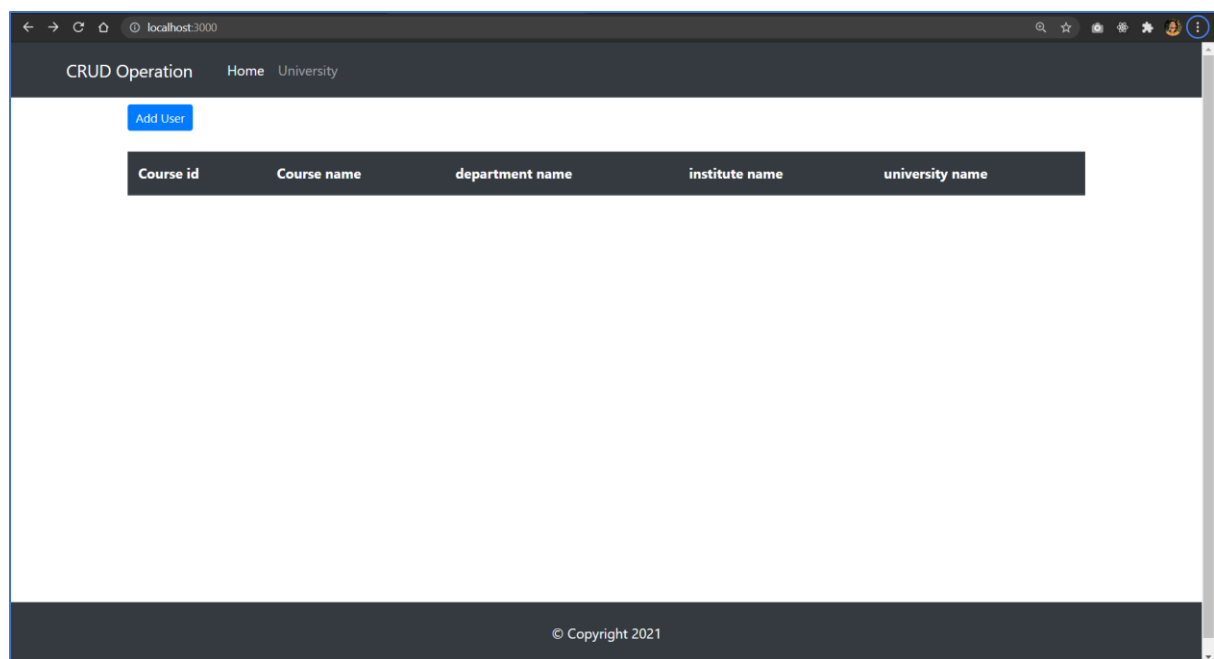 localhost:3000
CRUD Operation Home University
Add User
Course id Course name department name institute name university name
© Copyright 2021